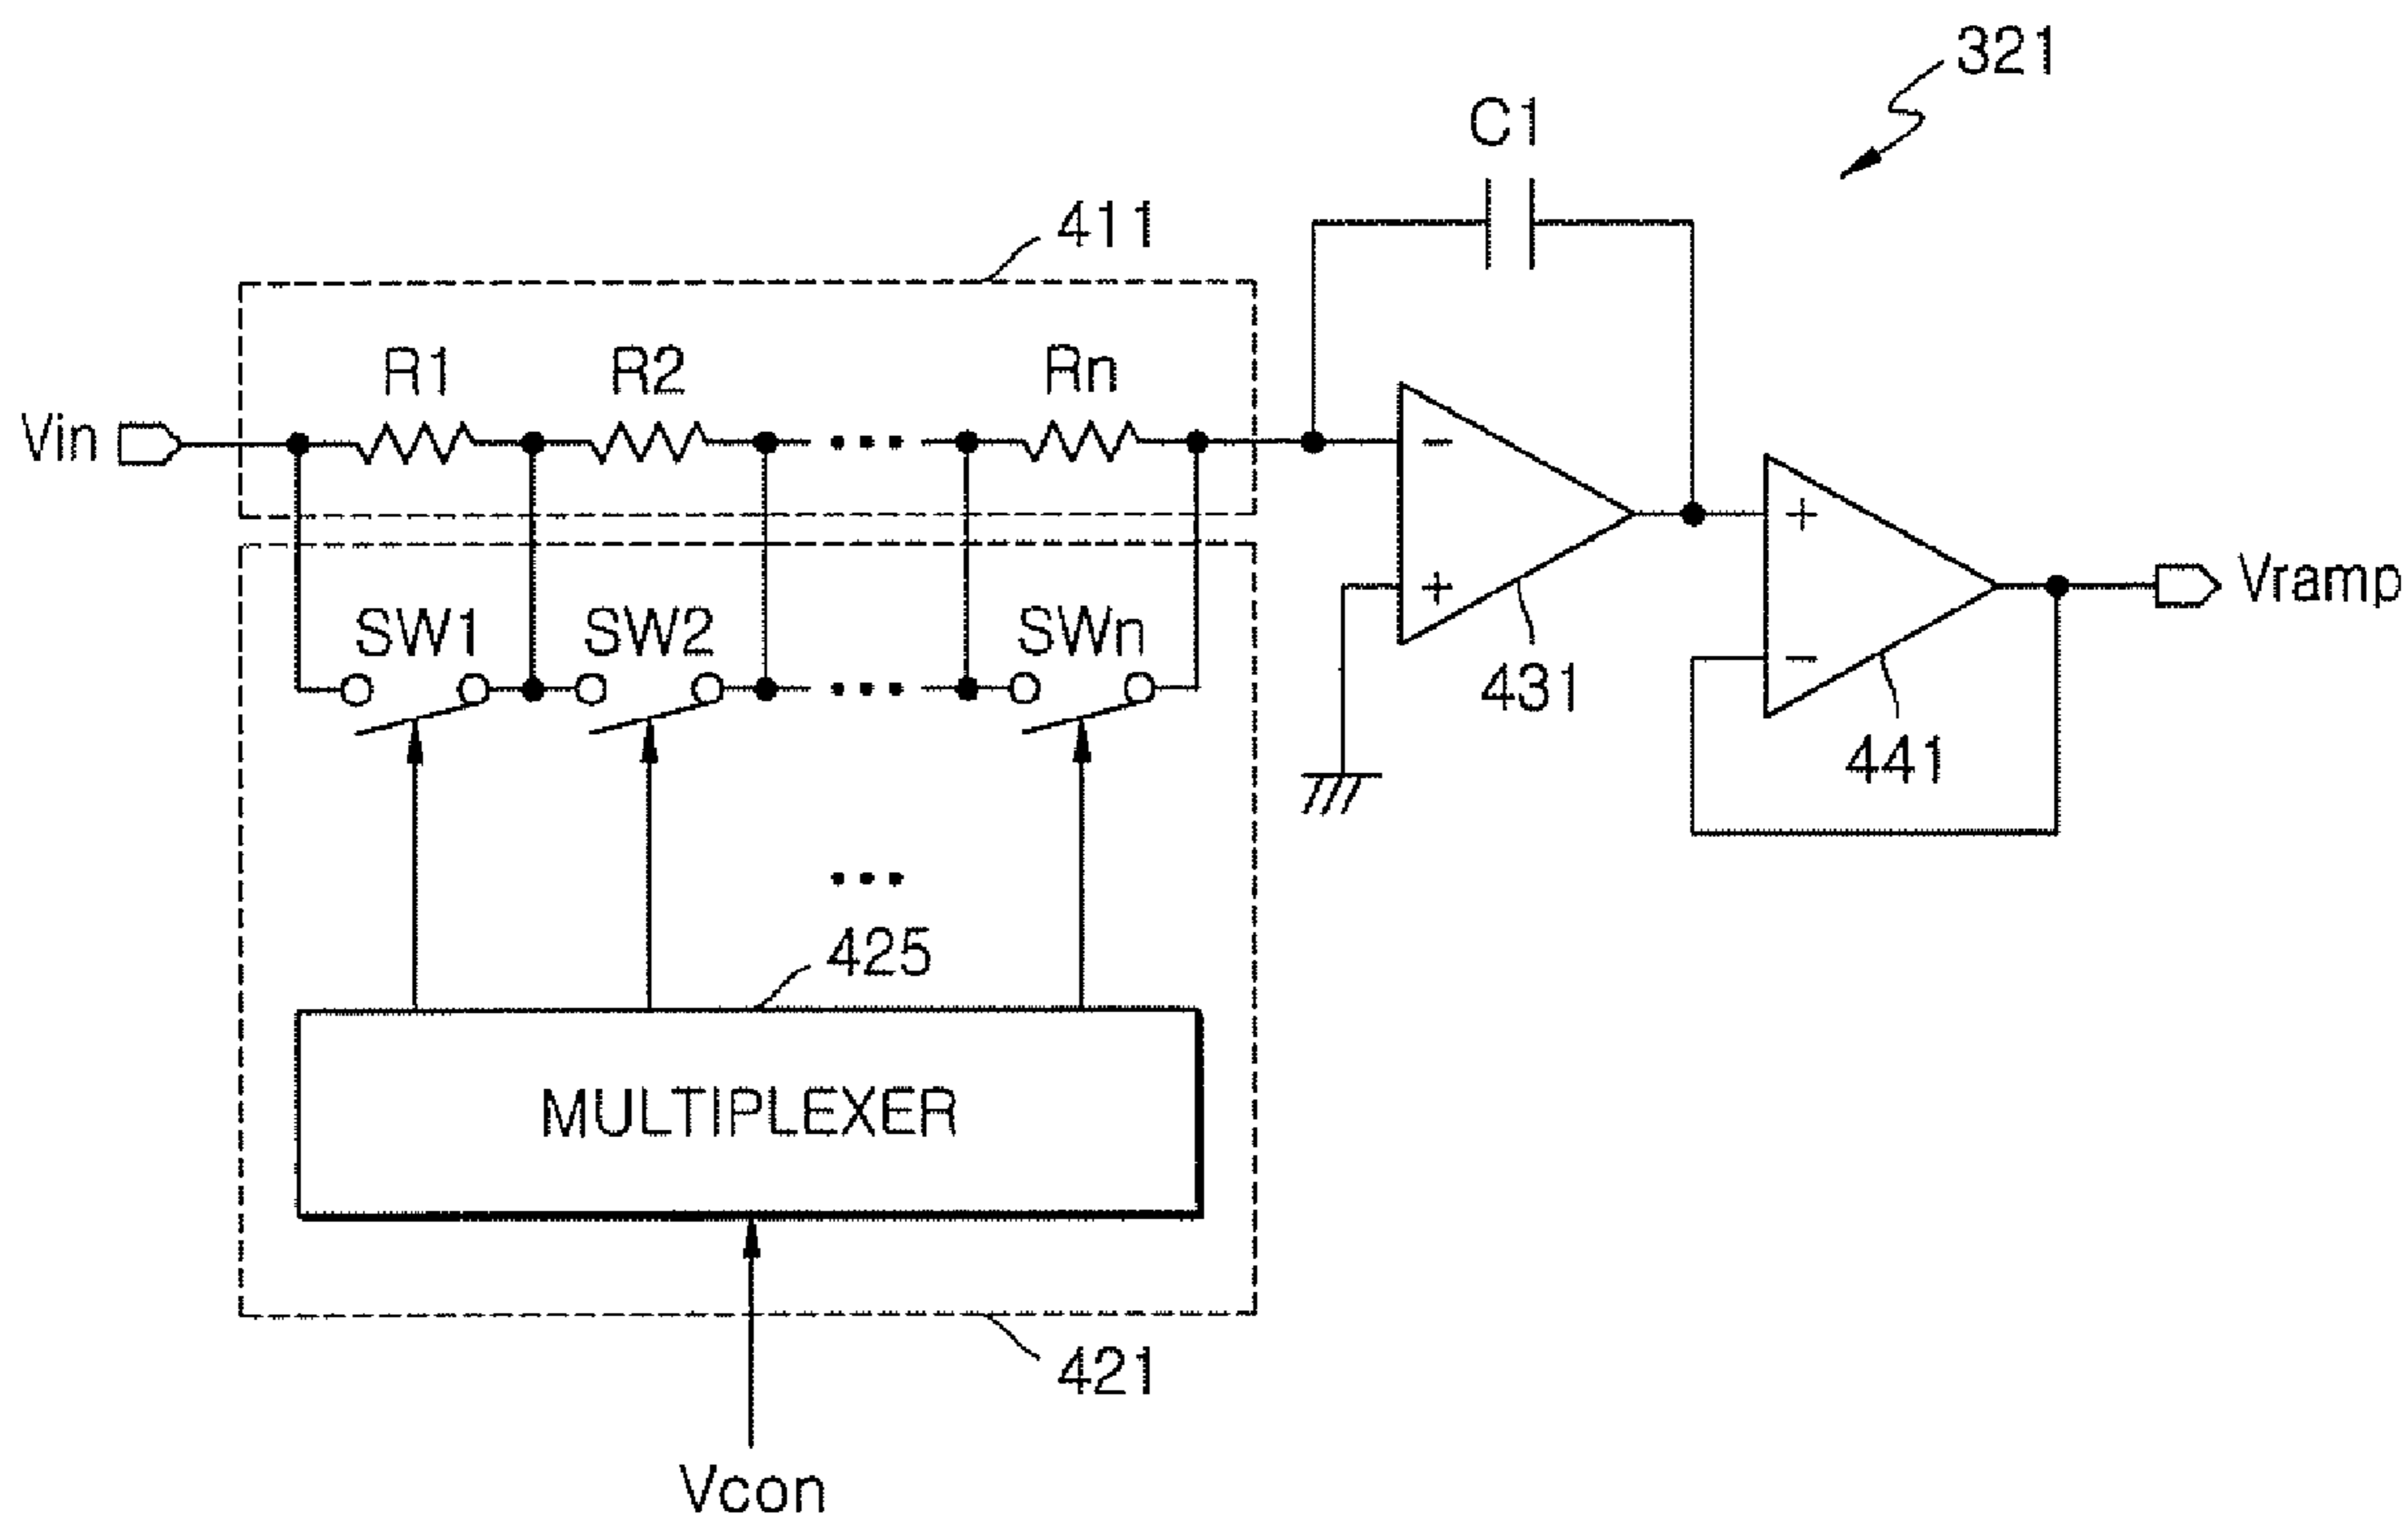 321
C1
411
R1 R2 ... Rn
Vin
- +
431
+ -
441
Vramp
SW1 SW2 ... SWn
...
425
MULTIPLEXER
421
Vcon